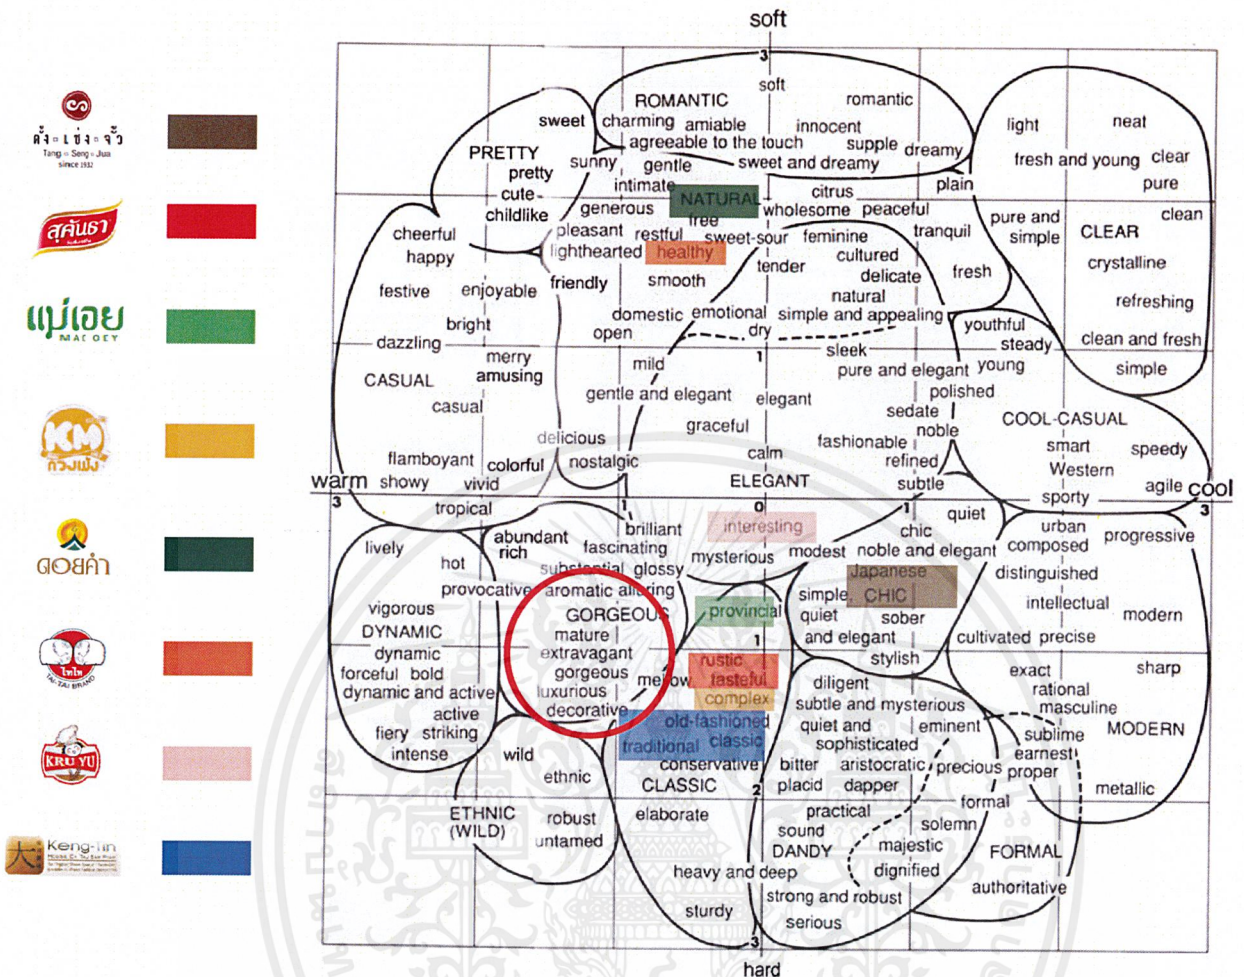 soft
3
soft
ROMANTIC
romantic
sweet
charming
amiable
innocent
agreeable to the touch
supple
dreamy
light
neat
ตั้ง เซ่ง จั้ว
Tang Seng Jua
since 1932
PRETTY
pretty
cute
childlike
sunny
gentle
sweet and dreamy
intimate
fresh and young
clear
pure
plain
citrus
NATURAL
wholesome
peaceful
generous
free
pure and
simple
clean
CLEAR
สุคันธา
cheerful
happy
pleasant
restful
sweet-sour
feminine
tranquil
lighthearted
healthy
cultured
crystalline
tender
delicate
fresh
friendly
smooth
festive
enjoyable
natural
refreshing
แม่เอย
MAE OEY
bright
domestic
emotional
simple and appealing
youthful
open
dry
steady
clean and fresh
dazzling
merry
amusing
1
sleek
mild
pure and elegant
young
simple
CASUAL
casual
gentle and elegant
elegant
polished
sedate
noble
COOL-CASUAL
KM
กวงเม้ง
graceful
delicious
fashionable
smart
speedy
calm
refined
Western
flamboyant
colorful
nostalgic
warm
showy
vivid
ELEGANT
subtle
sporty
agile
cool
3
1
0
1
3
tropical
quiet
ดอยคำ
brilliant
interesting
chic
urban
composed
progressive
lively
abundant
rich
fascinating
mysterious
modest
noble and elegant
hot
substantial
glossy
Japanese
CHIC
distinguished
provocative
aromatic
alluring
simple,
quiet
and elegant
intellectual
vigorous
GORGEOUS
provincial
sober
modern
DYNAMIC
mature
1
cultivated
precise
dynamic
extravagant
rustic
stylish
exact
sharp
forceful
bold
gorgeous
mellow
tasteful
diligent
rational
ไทไท
TAI-TAI BRAND
dynamic and active
luxurious
complex
subtle and mysterious
masculine
active
decorative
old-fashioned
quiet and
sophisticated
eminent
sublime
MODERN
fiery
striking
traditional
classic
earnest
intense
wild
conservative
bitter
aristocratic
precious
proper
KRU YU
ethnic
CLASSIC
2
placid
dapper
metallic
ETHNIC
(WILD)
robust
untamed
elaborate
practical
formal
sound
solemn
DANDY
majestic
FORMAL
大
Keng-Tin
heavy and deep
dignified
authoritative
strong and robust
sturdy
serious
3
hard